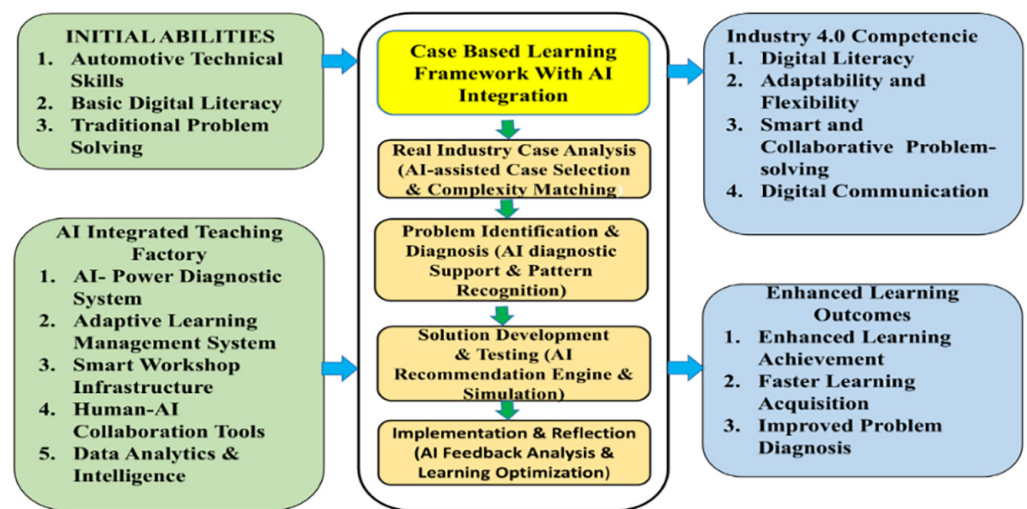 INITIAL ABILITIES
1. Automotive Technical
Skills
2. Basic Digital Literacy
3. Traditional Problem
Solving
AI Integrated Teaching
Factory
1. AI- Power Diagnostic
System
2. Adaptive Learning
Management System
3. Smart Workshop
Infrastructure
4. Human-AI
Collaboration Tools
5. Data Analytics &
Intelligence
Case Based Learning
Framework With AI
Integration
Real Industry Case Analysis
(AI-assisted Case Selection
& Complexity Matching)
Problem Identification &
Diagnosis (AI diagnostic
Support & Pattern
Recognition)
Solution Development
& Testing (AI
Recommendation Engine &
Simulation)
Implementation & Reflection
(AI Feedback Analysis &
Learning Optimization)
Industry 4.0 Competencie
1. Digital Literacy
2. Adaptability and
Flexibility
3. Smart and
Collaborative Problem-
solving
4. Digital Communication
Enhanced Learning
Outcomes
1. Enhanced Learning
Achievement
2. Faster Learning
Acquisition
3. Improved Problem
Diagnosis